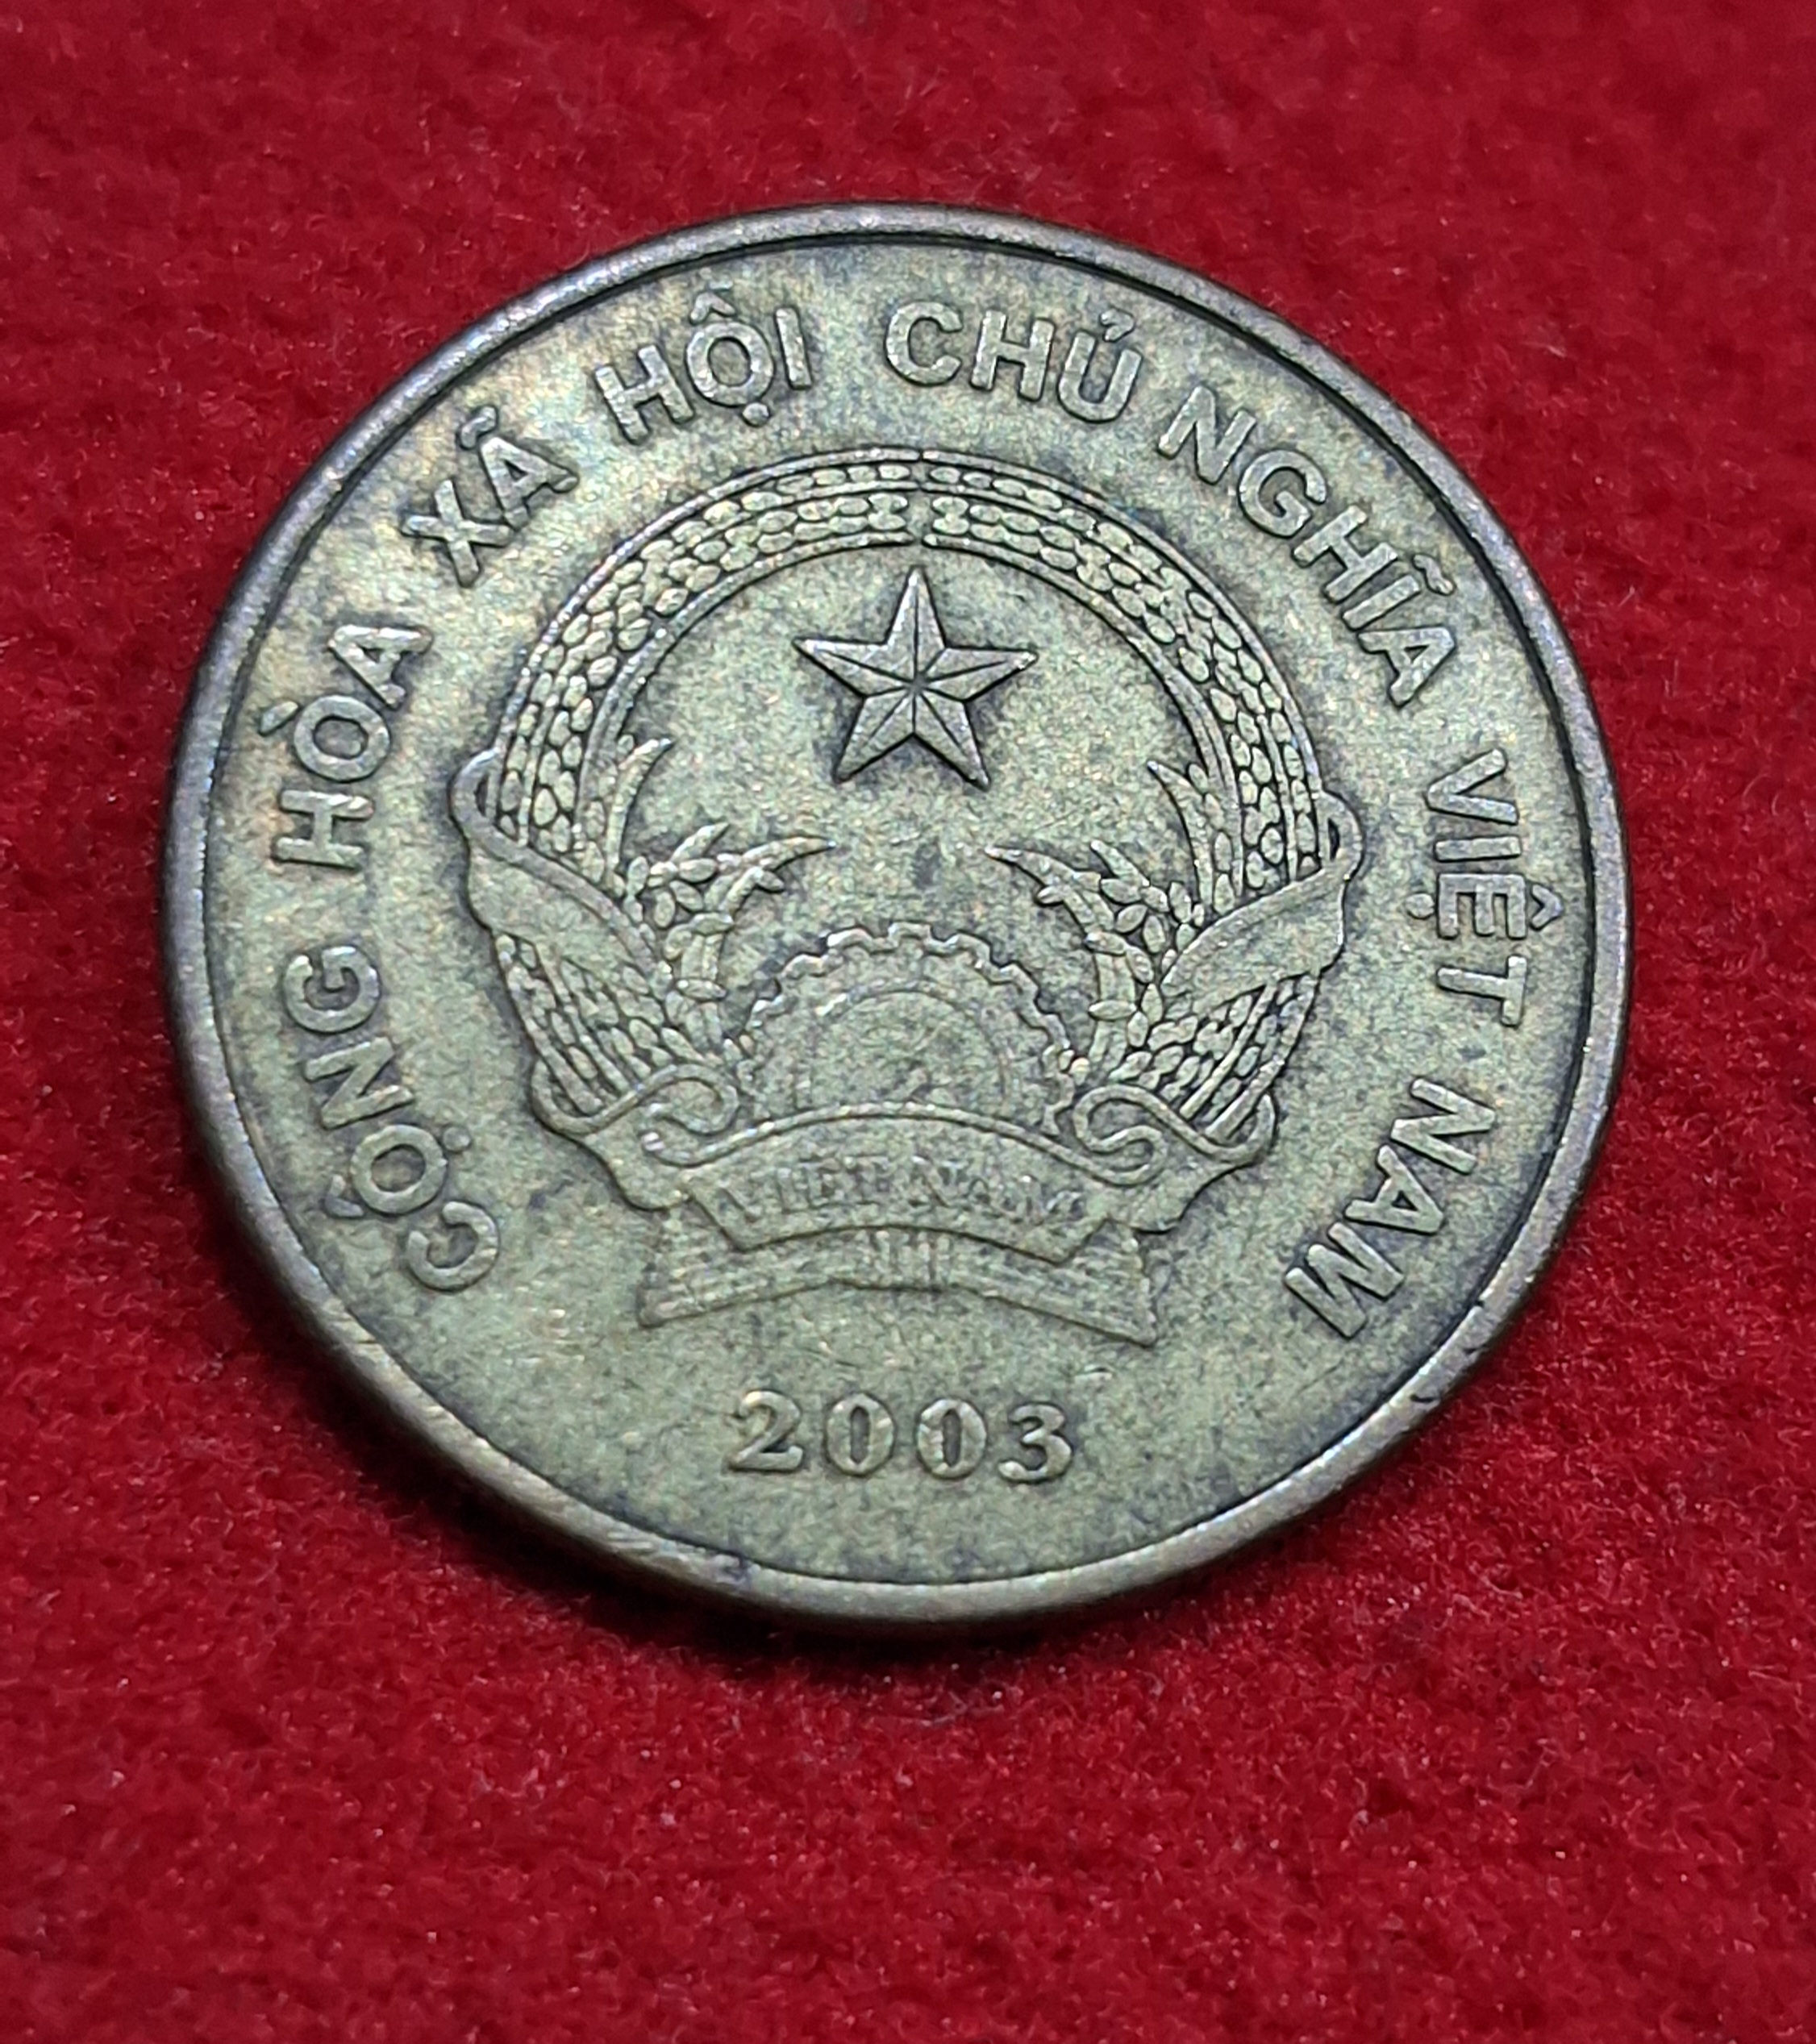 CỘNG HÒA XÃ HỘI CHỦ NGHĨA VIỆT NAM
VIỆT NAM
2003